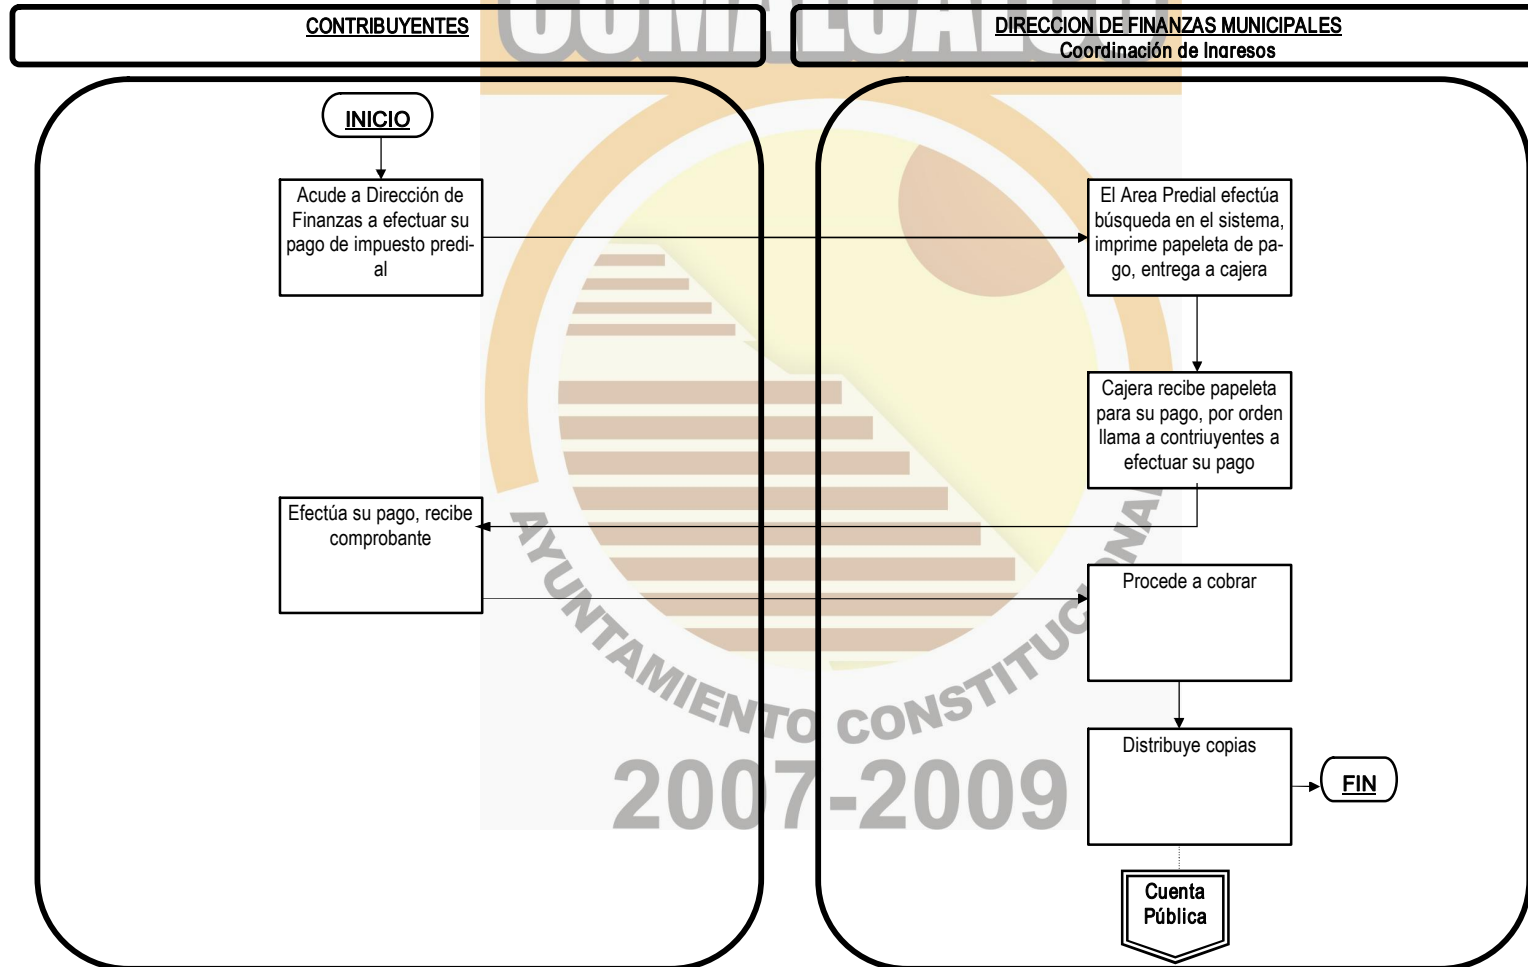 COMALCALCO
CONTRIBUYENTES
DIRECCION DE FINANZAS MUNICIPALES
Coordinación de Ingresos
INICIO
Acude a Dirección de
Finanzas a efectuar su
pago de impuesto predi-
al
El Area Predial efectúa
búsqueda en el sistema,
imprime papeleta de pa-
go, entrega a cajera
Cajera recibe papeleta
para su pago, por orden
llama a contriuyentes a
efectuar su pago
Efectúa su pago, recibe
comprobante
Procede a cobrar
Distribuye copias
FIN
Cuenta
Pública
AYUNTAMIENTO CONSTITUCIONAL
2007-2009